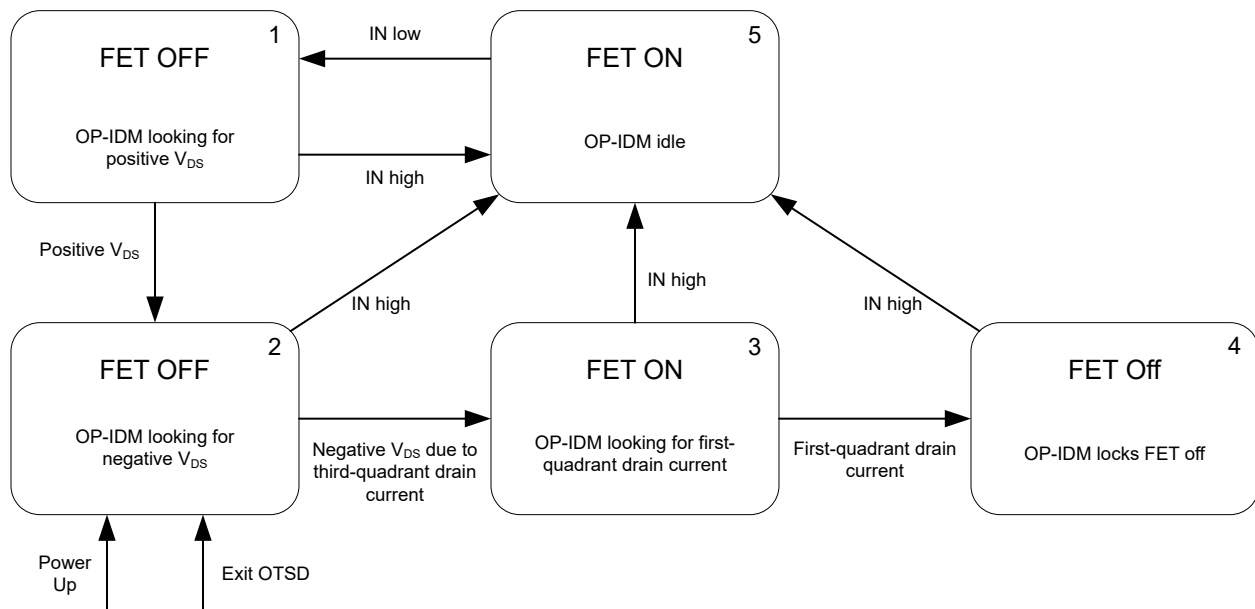 1
FET OFF
OP-IDM looking for
positive VDS
IN low
IN high
5
FET ON
OP-IDM idle
Positive VDS
IN high
IN high
IN high
2
FET OFF
OP-IDM looking for
negative VDS
Negative VDS due to
third-quadrant drain
current
3
FET ON
OP-IDM looking for first-
quadrant drain current
First-quadrant drain
current
4
FET Off
OP-IDM locks FET off
Power
Up
Exit OTSD